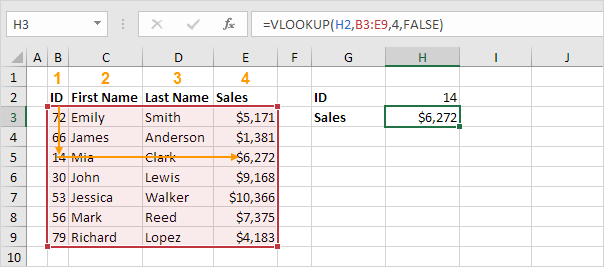 H3 fx =VLOOKUP(H2,B3:E9,4,FALSE)
A B C D E F G H I J
1 1 2 3 4
2 ID First Name Last Name Sales ID 14
3 72 Emily Smith $5,171 Sales $6,272
4 66 James Anderson $1,381
5 14 Mia Clark $6,272
6 30 John Lewis $9,168
7 53 Jessica Walker $10,366
8 56 Mark Reed $7,375
9 79 Richard Lopez $4,183
10